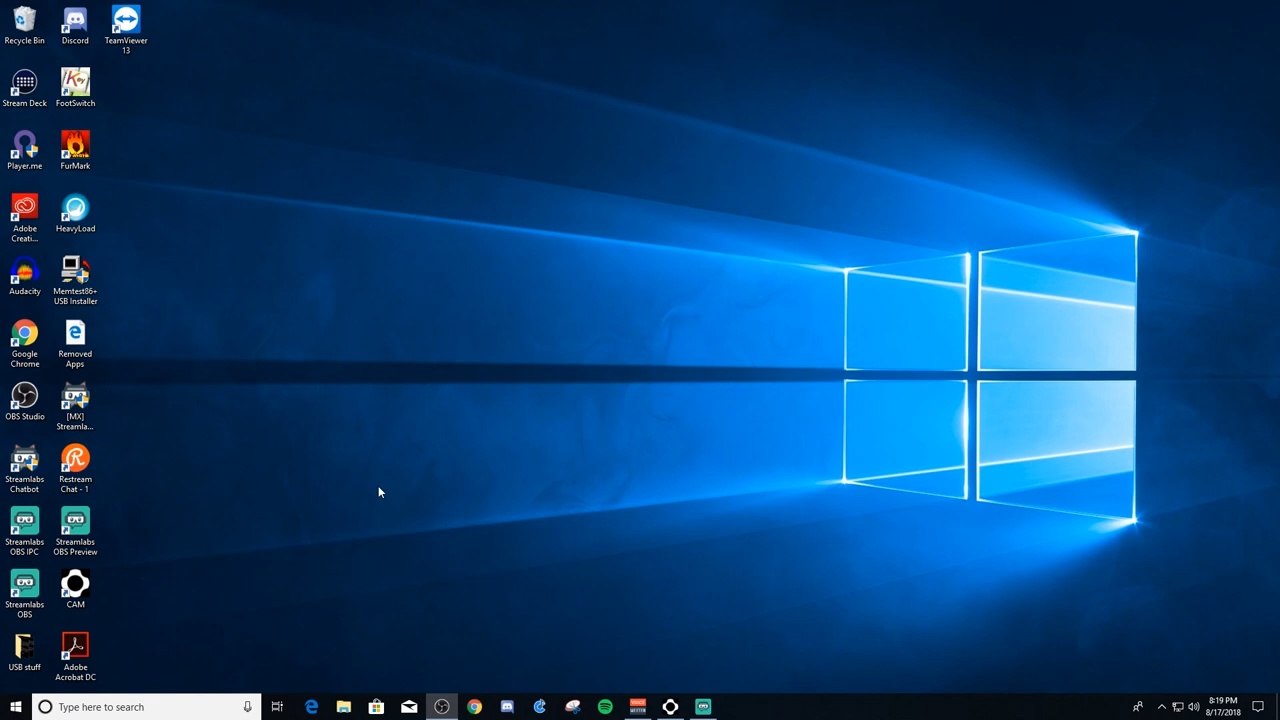 Recycle Bin
Discord
TeamViewer
13
Stream Deck
FootSwitch
Player.me
FurMark
Adobe
Creati...
HeavyLoad
Audacity
Memtest86+
USB Installer
Google
Chrome
Removed
Apps
OBS Studio
[MX]
Streamla...
Streamlabs
Chatbot
Restream
Chat - 1
Streamlabs
OBS IPC
Streamlabs
OBS Preview
Streamlabs
OBS
CAM
USB stuff
Adobe
Acrobat DC
Type here to search
8:19 PM
8/17/2018